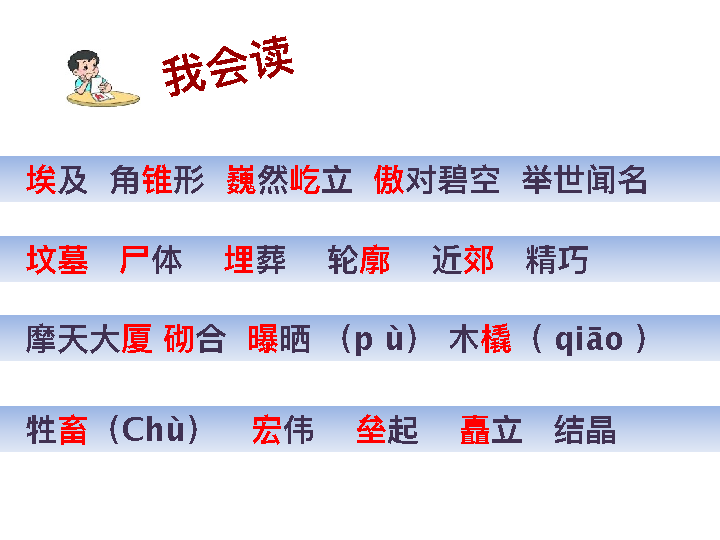 我会读
埃及 角锥形 巍然屹立 傲对碧空 举世闻名
坟墓 尸体 埋葬 轮廓 近郊 精巧
摩天大厦 砌合 曝晒 （p ù） 木橇（ qiāo ）
牲畜（Chù） 宏伟 垒起 矗立 结晶